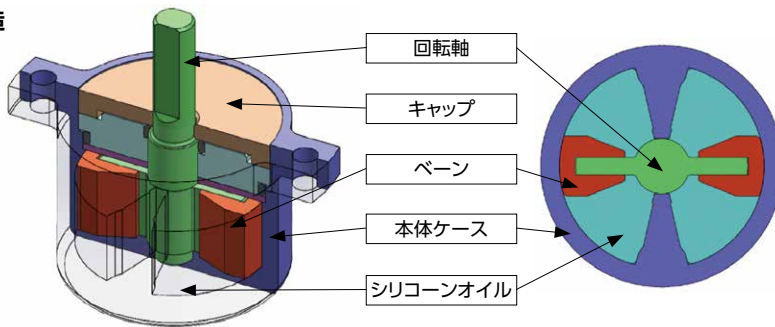 回転軸
キャップ
ベーン
本体ケース
シリコーンオイル